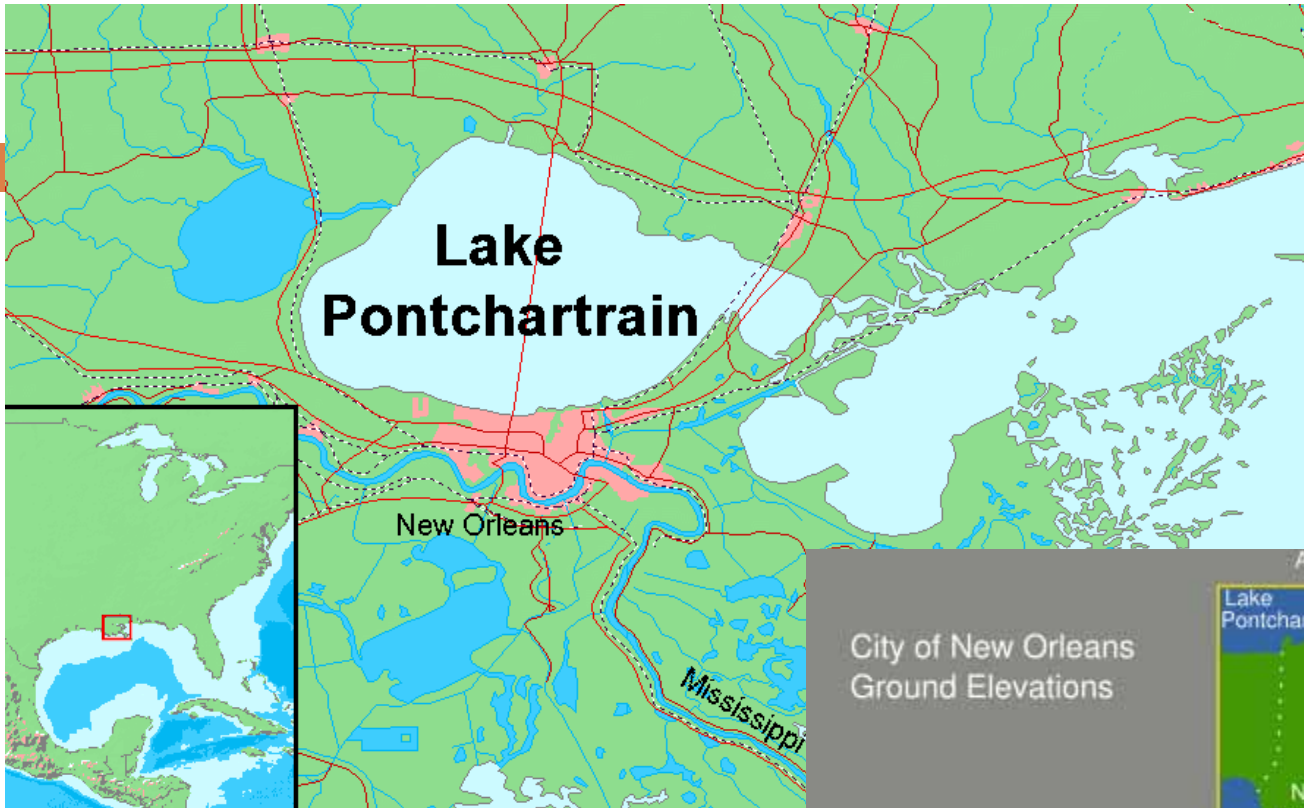 Lake
Pontchartrain
New Orleans
Mississippi
City of New Orleans
Ground Elevations
Lake